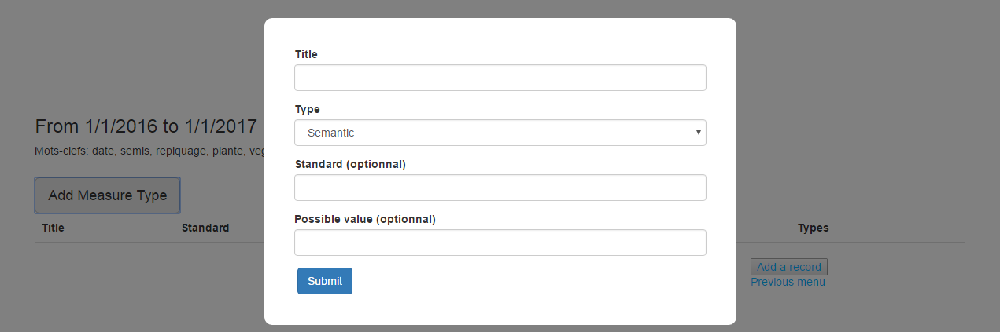 Title
Type
Semantic
Standard (optionnal)
Possible value (optionnal)
Submit
From 1/1/2016 to 1/1/2017
Mots-clefs: date, semis, repiquage, plante,
Add Measure Type
Title Standard Types
Add a record
Previous menu